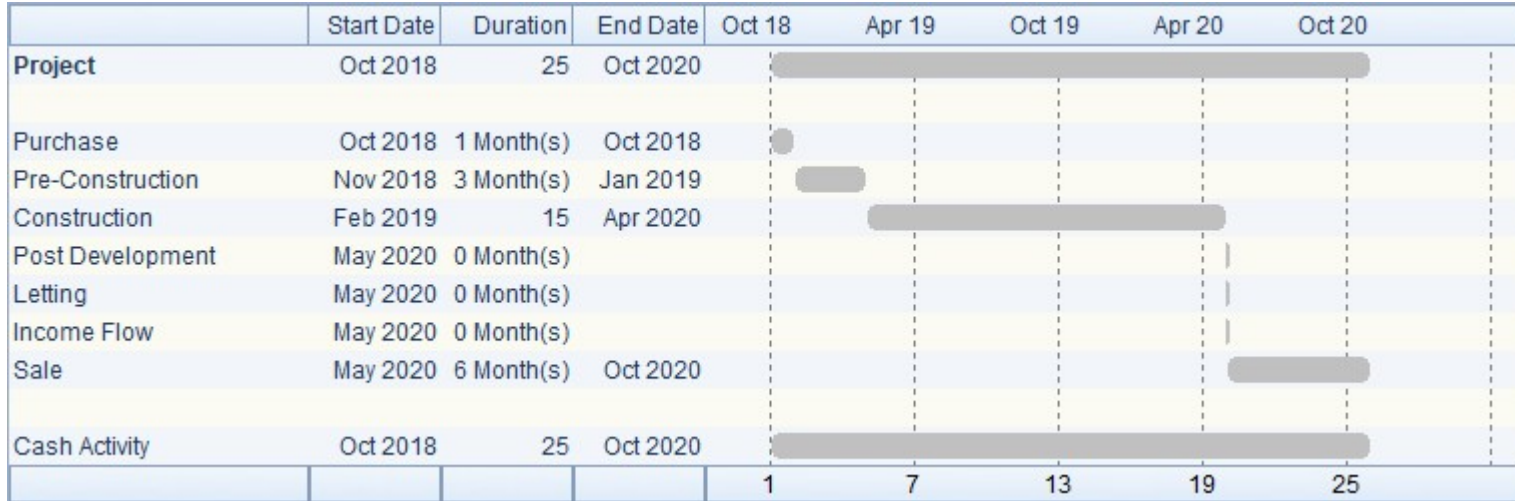 Start Date Duration End Date Oct 18 Apr 19 Oct 19 Apr 20 Oct 20
Project Oct 2018 25 Oct 2020
Purchase Oct 2018 1 Month(s) Oct 2018
Pre-Construction Nov 2018 3 Month(s) Jan 2019
Construction Feb 2019 15 Apr 2020
Post Development May 2020 0 Month(s)
Letting May 2020 0 Month(s)
Income Flow May 2020 0 Month(s)
Sale May 2020 6 Month(s) Oct 2020
Cash Activity Oct 2018 25 Oct 2020
1 7 13 19 25